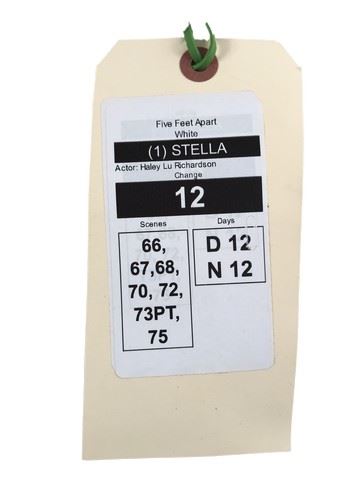 Five Feet Apart
White
(1) STELLA
Actor: Haley Lu Richardson
Change
12
Scenes
66,
67,68,
70, 72,
73PT,
75
Days
D 12
N 12